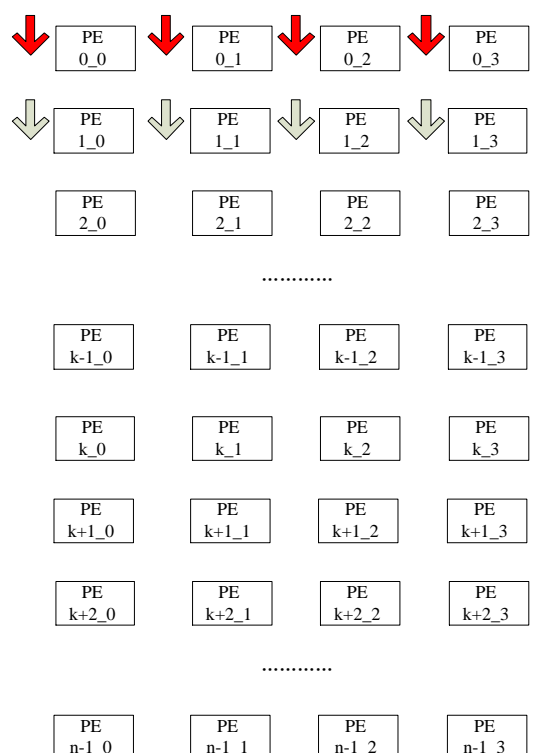 PE PE PE PE
0_0 0_1 0_2 0_3
PE PE PE PE
1_0 1_1 1_2 1_3
PE PE PE PE
2_0 2_1 2_2 2_3
............
PE PE PE PE
k-1_0 k-1_1 k-1_2 k-1_3
PE PE PE PE
k_0 k_1 k_2 k_3
PE PE PE PE
k+1_0 k+1_1 k+1_2 k+1_3
PE PE PE PE
k+2_0 k+2_1 k+2_2 k+2_3
............
PE PE PE PE
n-1_0 n-1_1 n-1_2 n-1_3